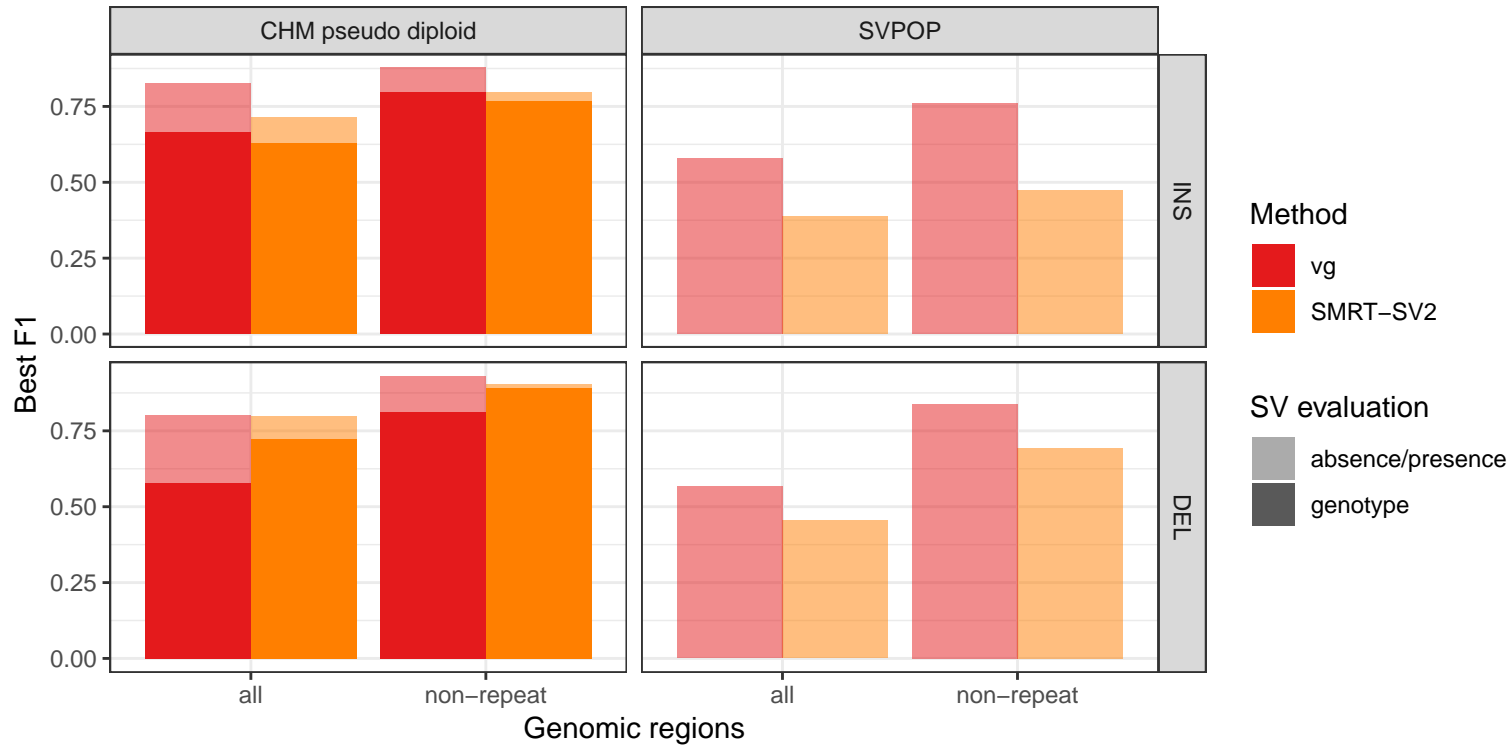 CHM pseudo diploid
SVPOP
INS
DEL
Best F1
0.75
0.50
0.25
0.00
0.75
0.50
0.25
0.00
all
non−repeat
all
non−repeat
Genomic regions
Method
vg
SMRT−SV2
SV evaluation
absence/presence
genotype